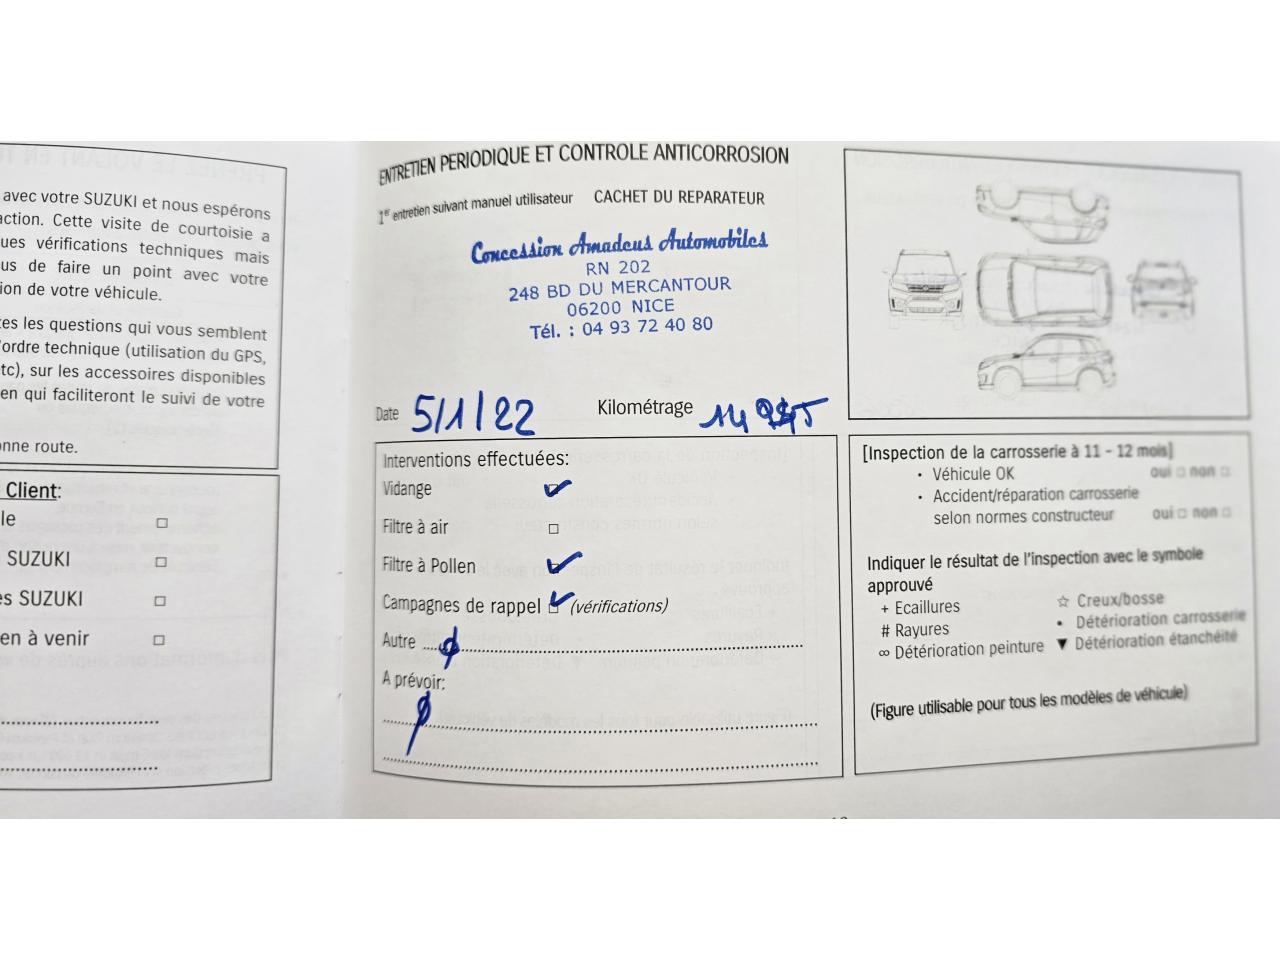 avec votre SUZUKI et nous espérons
action. Cette visite de courtoisie a
ques vérifications techniques mais
us de faire un point avec votre
ion de votre véhicule.
tes les questions qui vous semblent
'ordre technique (utilisation du GPS,
etc), sur les accessoires disponibles
en qui faciliteront le suivi de votre
onne route.
Client:
le □
SUZUKI □
es SUZUKI □
en à venir □
ENTRETIEN PERIODIQUE ET CONTROLE ANTICORROSION
1er entretien suivant manuel utilisateur CACHET DU REPARATEUR
Concession Amadeus Automobiles
RN 202
248 BD DU MERCANTOUR
06200 NICE
Tél. : 04 93 72 40 80
Date 5/1/22 Kilométrage
Interventions effectuées:
Vidange
Filtre à air □
Filtre à Pollen
Campagnes de rappel (vérifications)
Autre
A prévoir:
[Inspection de la carrosserie à 11 - 12 mois]
• Véhicule OK oui □ non □
• Accident/réparation carrosserie
selon normes constructeur oui □ non □
Indiquer le résultat de l'inspection avec le symbole
approuvé
+ Ecaillures ☆ Creux/bosse
# Rayures • Détérioration carrosserie
∞ Détérioration peinture ▼ Détérioration étanchéité
(Figure utilisable pour tous les modèles de véhicule)